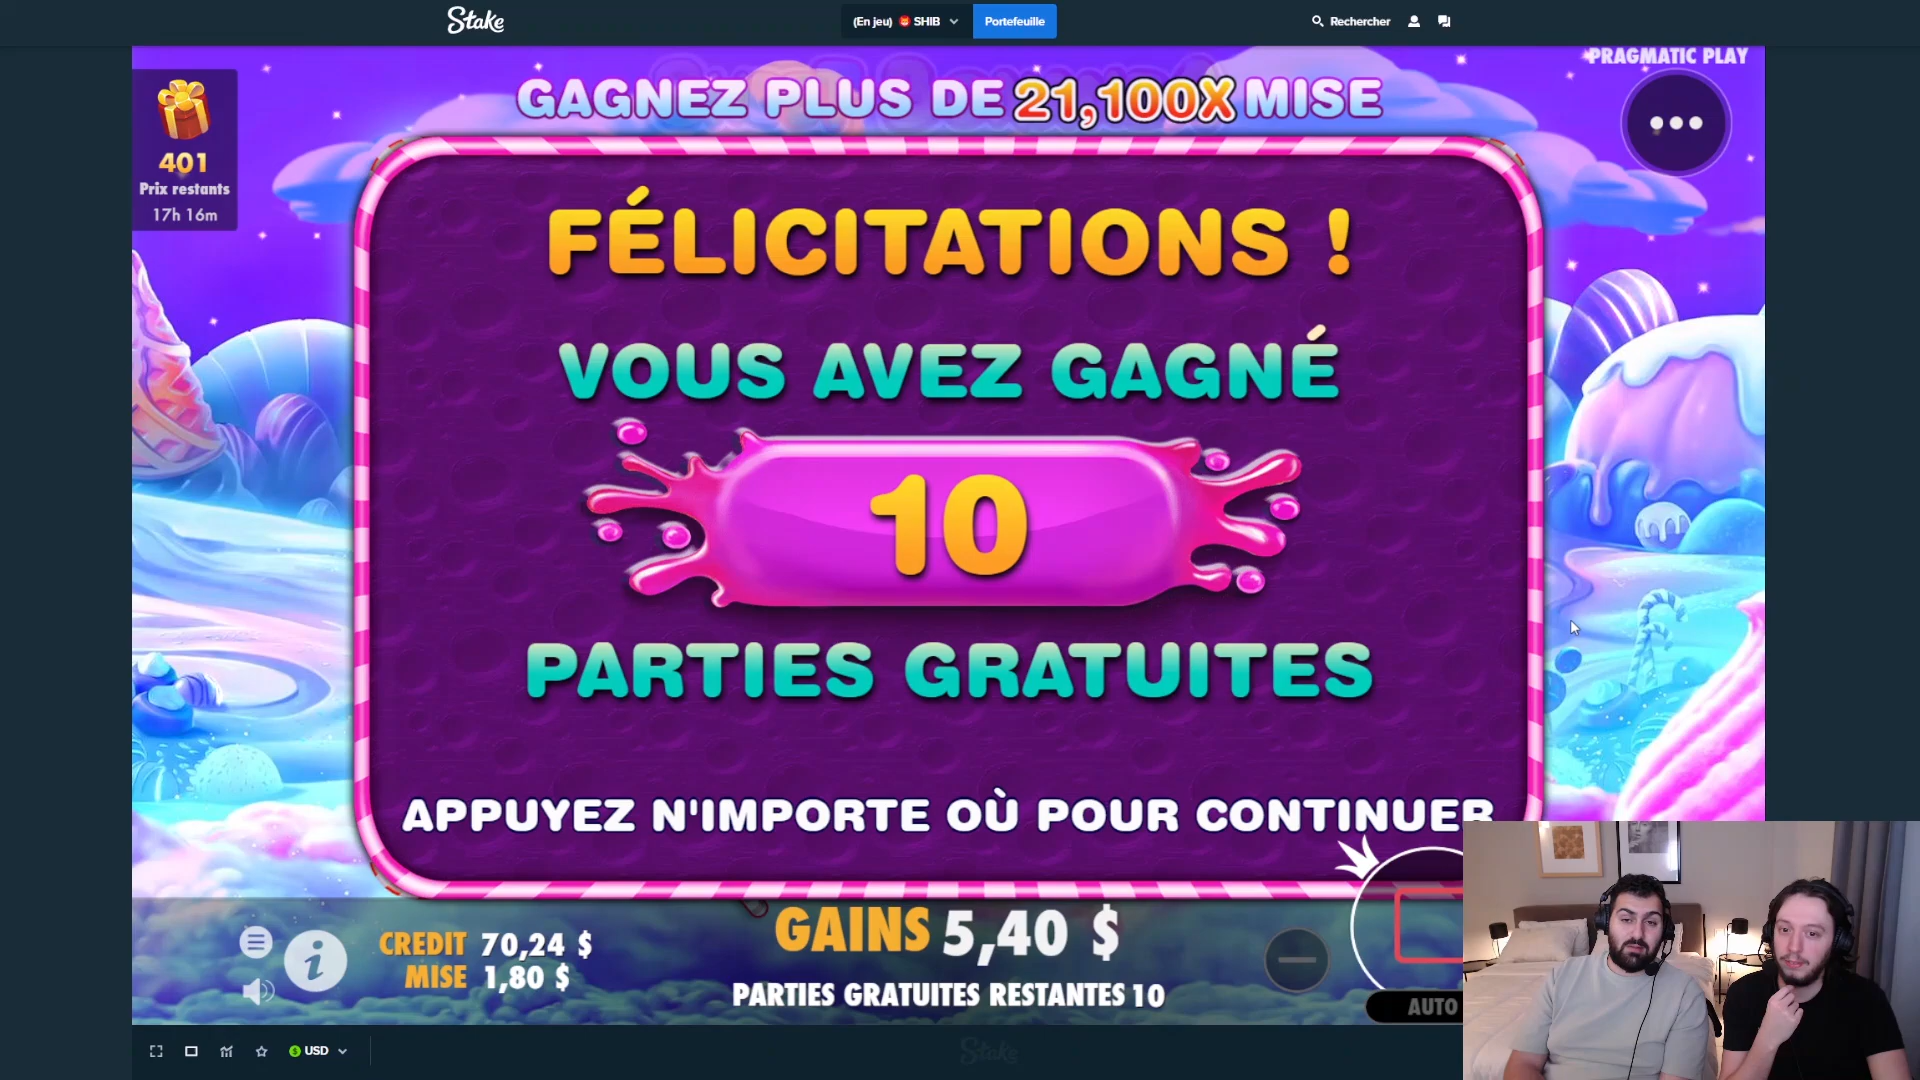 Stake
(En jeu) SHIB
Portefeuille
Rechercher
PRAGMATIC PLAY
GAGNEZ PLUS DE 21,100X MISE
401
Prix restants
17h 16m
FÉLICITATIONS !
VOUS AVEZ GAGNÉ
10
PARTIES GRATUITES
APPUYEZ N'IMPORTE OÙ POUR CONTINUER
CREDIT 70,24 $
MISE 1,80 $
GAINS 5,40 $
PARTIES GRATUITES RESTANTES 10
AUTO
USD
Stake